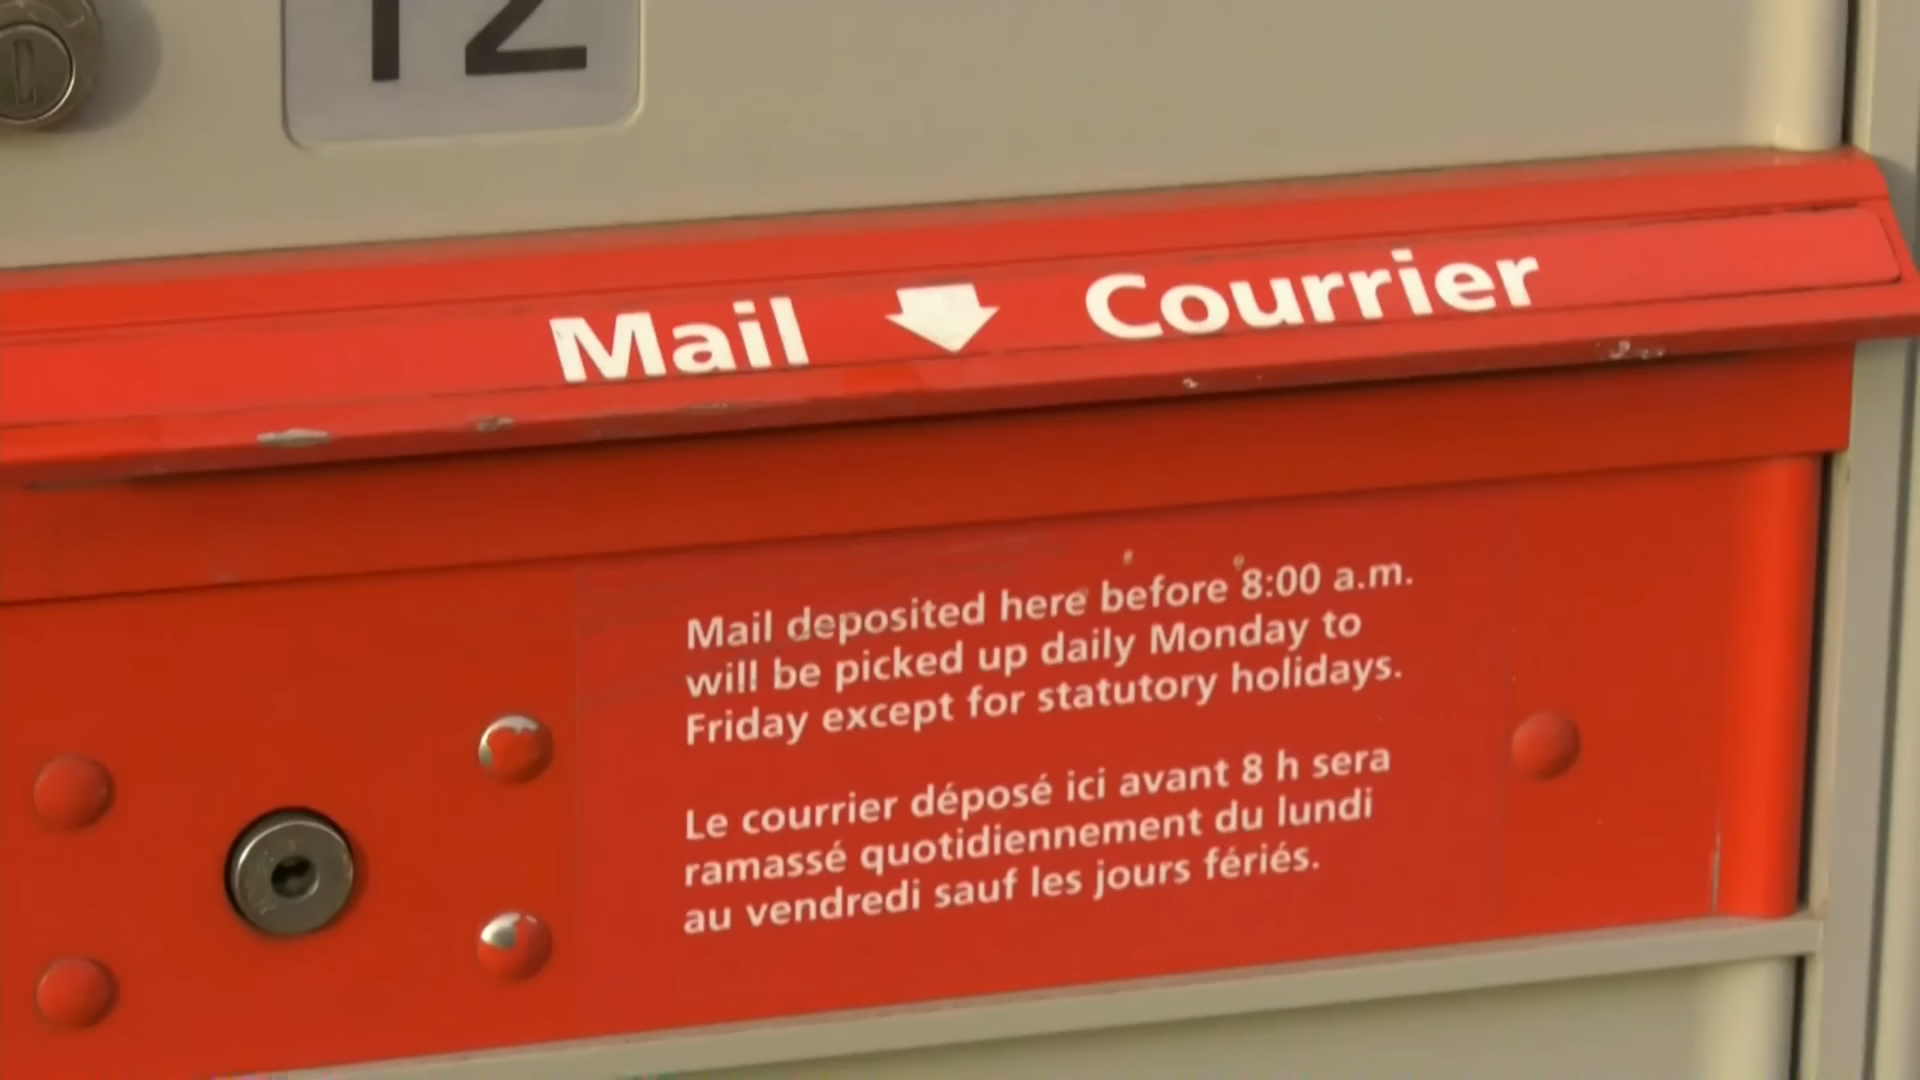 12
Mail Courrier
Mail deposited here before 8:00 a.m.
will be picked up daily Monday to
Friday except for statutory holidays.
Le courrier déposé ici avant 8 h sera
ramassé quotidiennement du lundi
au vendredi sauf les jours fériés.